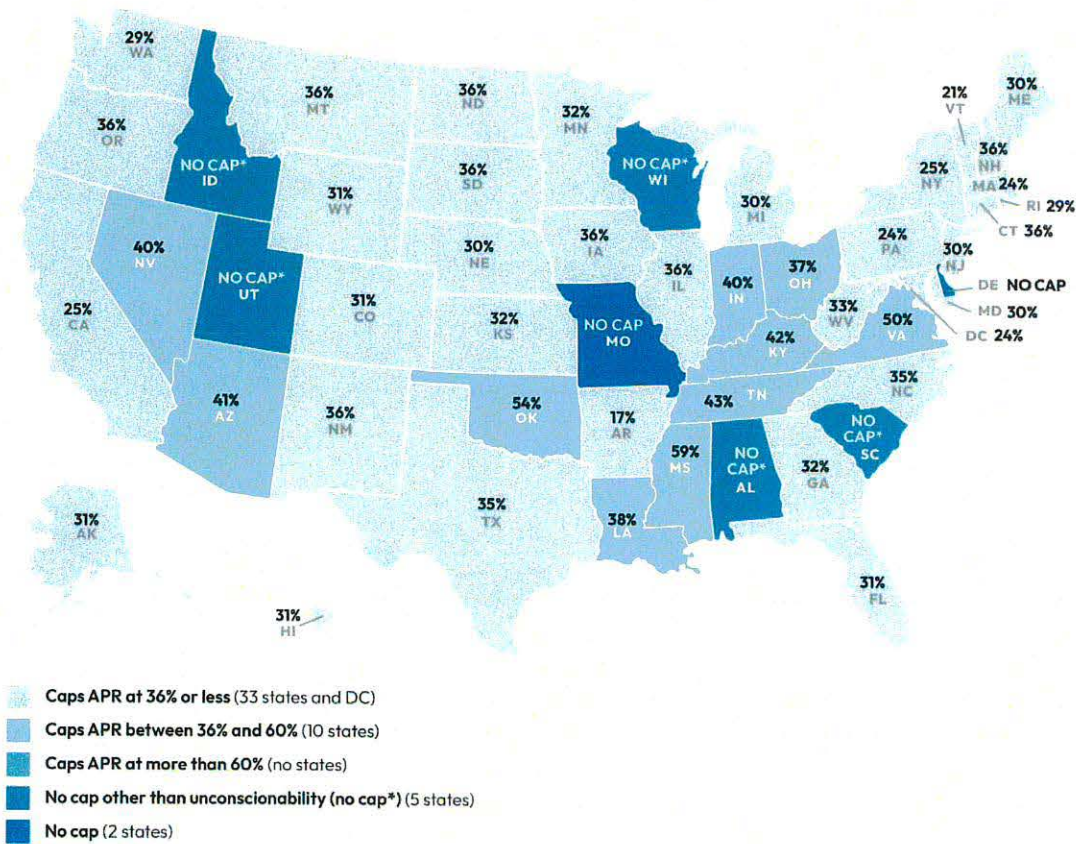 29%
WA
36%
MT
36%
ND
32%
MN
21%
VT
30%
ME
36%
OR
NO CAP*
ID
36%
SD
NO CAP*
WI
25%
NY
36%
NH
MA 24%
RI 29%
CT 36%
31%
WY
30%
MI
40%
NV
NO CAP*
UT
30%
NE
36%
IA
36%
IL
40%
IN
37%
OH
24%
PA
30%
NJ
DE NO CAP
MD 30%
DC 24%
25%
CA
31%
CO
32%
KS
NO CAP
MO
33%
WV
50%
VA
42%
KY
41%
AZ
36%
NM
54%
OK
17%
AR
43% TN
35%
NC
NO
CAP*
SC
59%
MS
NO
CAP*
AL
32%
GA
31%
AK
35%
TX
38%
LA
31%
HI
31%
FL
Caps APR at 36% or less (33 states and DC)
Caps APR between 36% and 60% (10 states)
Caps APR at more than 60% (no states)
No cap other than unconscionability (no cap*) (5 states)
No cap (2 states)